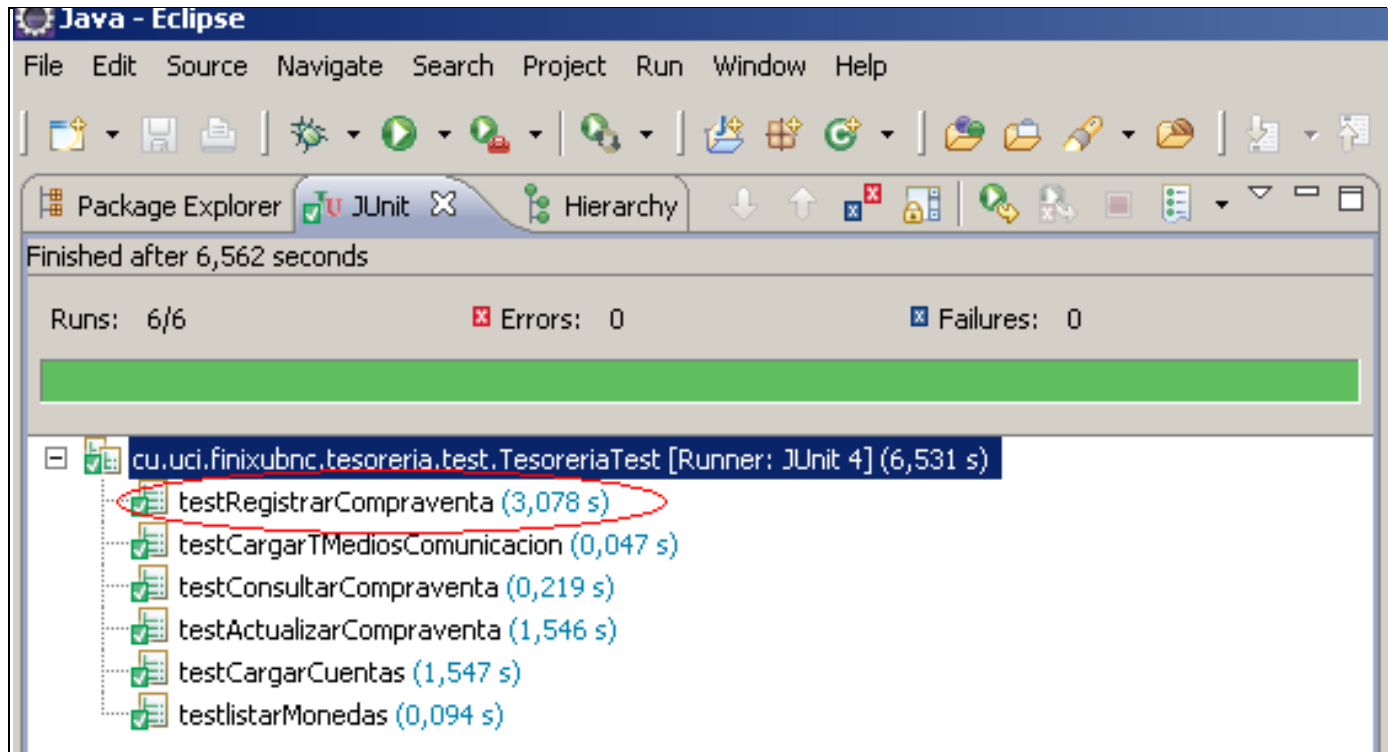 Java - Eclipse
File Edit Source Navigate Search Project Run Window Help
Package Explorer JUnit Hierarchy
Finished after 6,562 seconds
Runs: 6/6 Errors: 0 Failures: 0
cu.uci.finixubnc.tesoreria.test.TesoreriaTest [Runner: JUnit 4] (6,531 s)
testRegistrarCompraventa (3,078 s)
testCargarTMediosComunicacion (0,047 s)
testConsultarCompraventa (0,219 s)
testActualizarCompraventa (1,546 s)
testCargarCuentas (1,547 s)
testlistarMonedas (0,094 s)